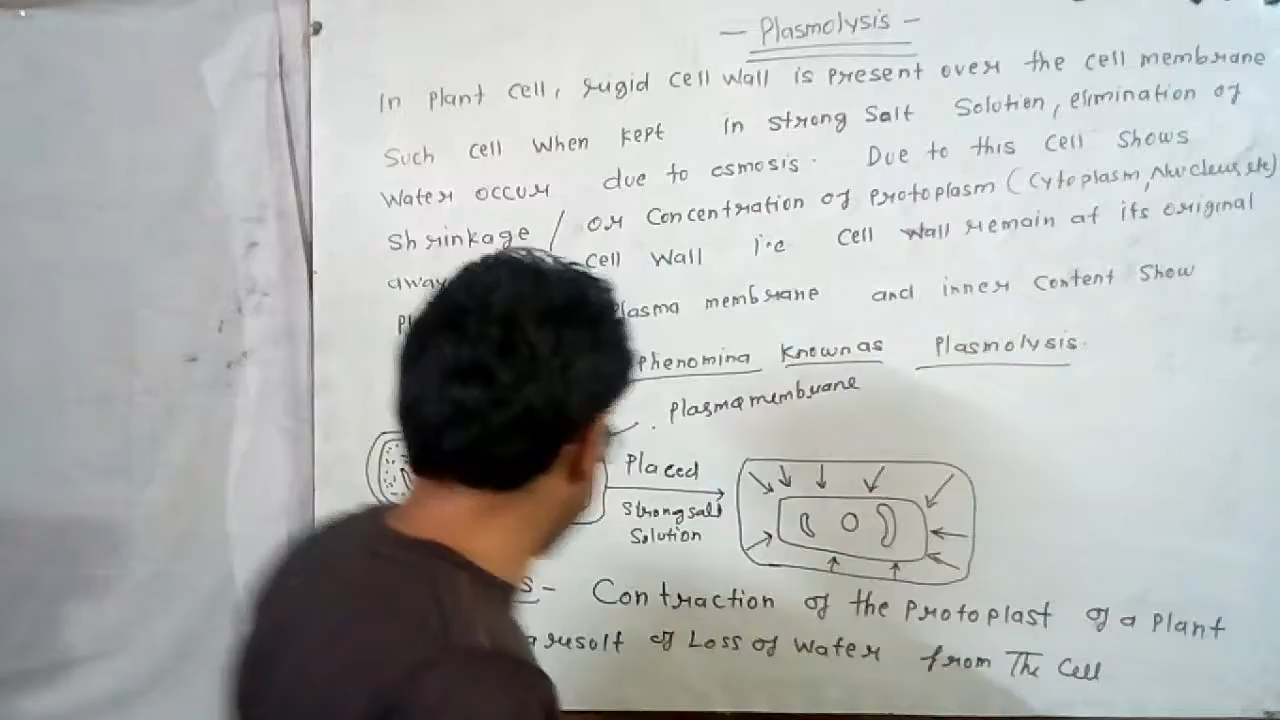 - Plasmolysis -
In plant cell, rigid cell wall is present over the cell membrane
Such cell when kept in strong salt solution, elimination of
water occur due to osmosis. Due to this cell shows
Shrinkage / or Concentration of Protoplasm (Cytoplasm, Nucleus, etc)
away cell wall i.e cell wall remain at its original
plasma membrane and inner content show
Phenomina known as Plasmolysis.
Plasma membrane
Placed
Strong salt
Solution
s - Contraction of the Protoplast of a Plant
a result of Loss of water from The Cell